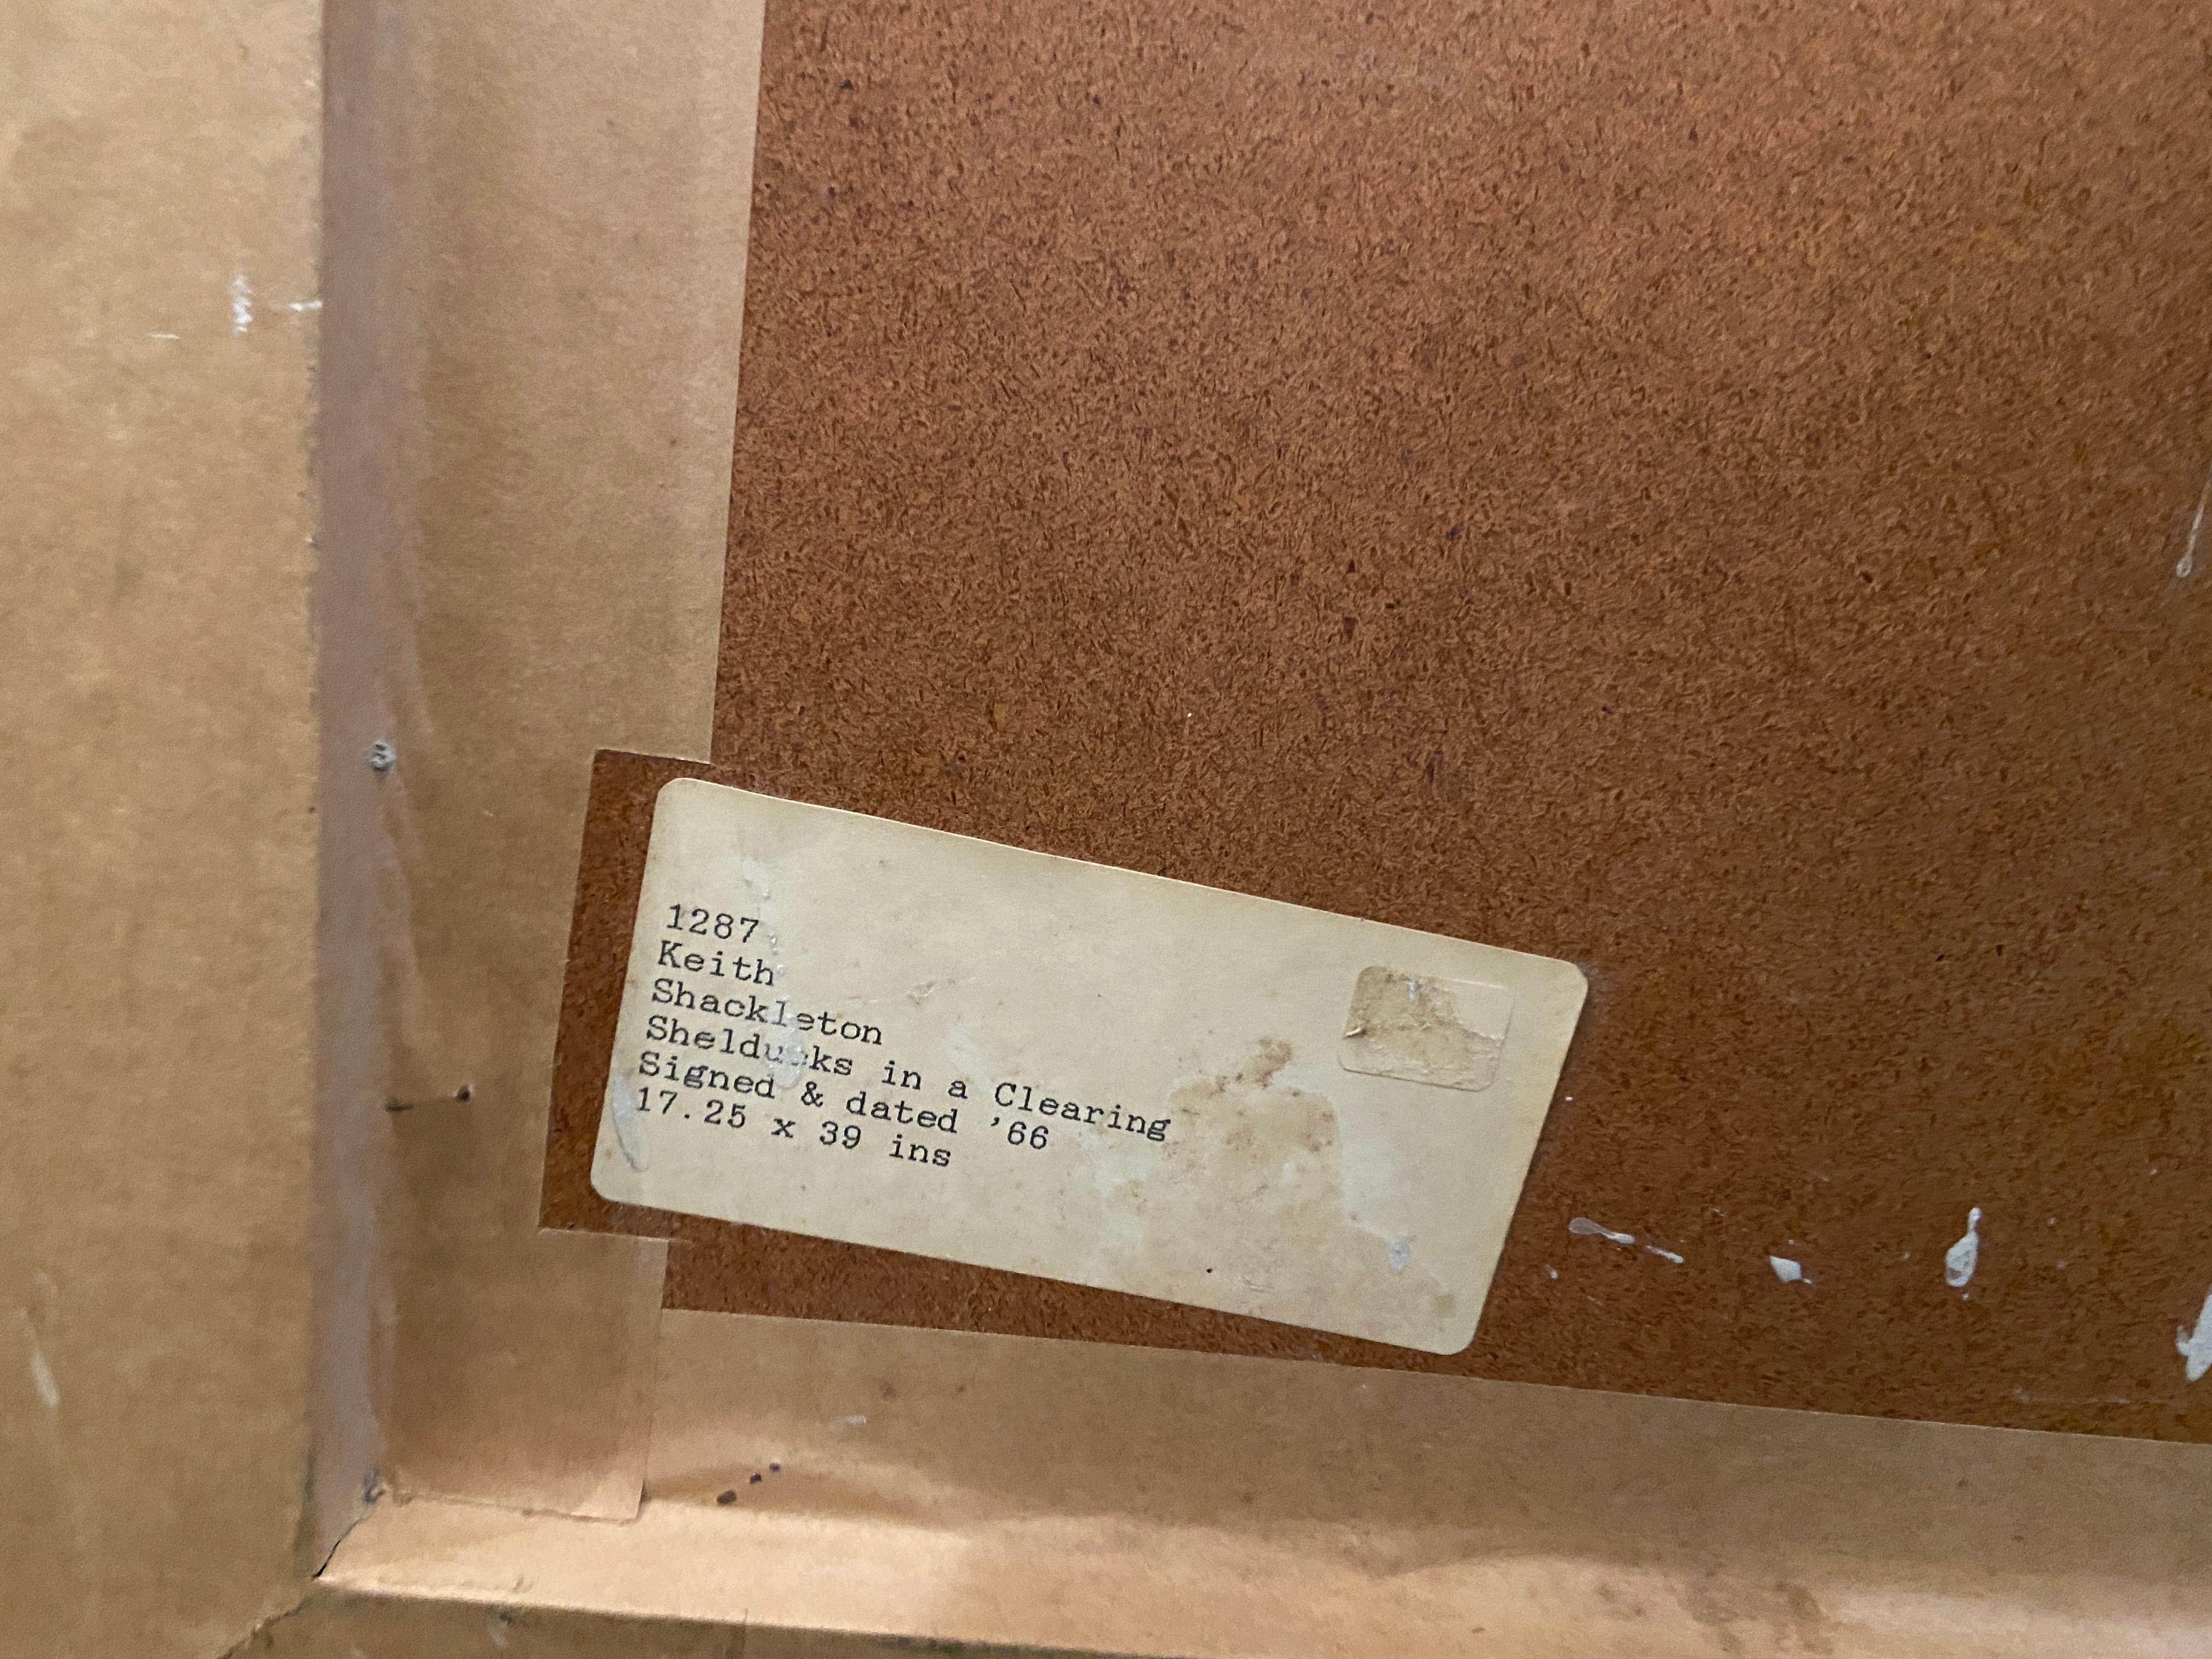 1287
Keith
Shackleton
Shelducks in a Clearing
Signed & dated '66
17.25 x 39 ins